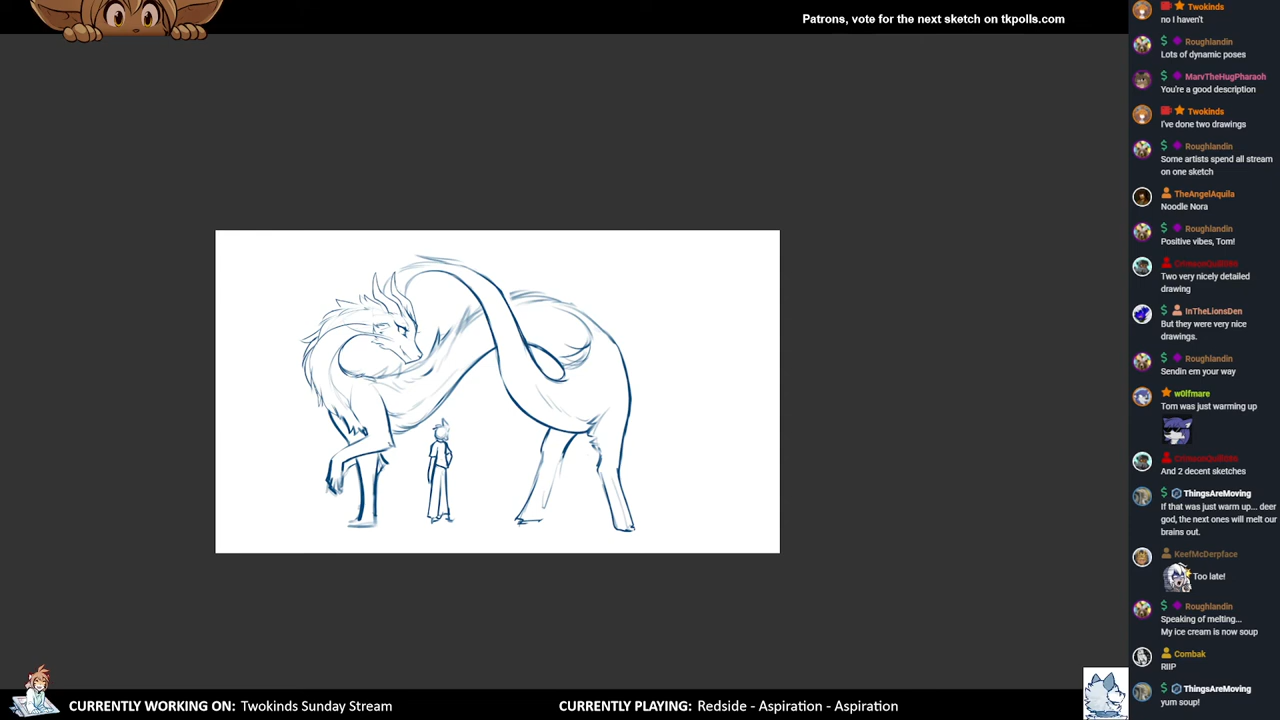 Patrons, vote for the next sketch on tkpolls.com
Twokinds
no I haven't
Roughlandin
Lots of dynamic poses
MarvTheHugPharaoh
You're a good description
Twokinds
I've done two drawings
Roughlandin
Some artists spend all stream
on one sketch
TheAngelAquila
Noodle Nora
Roughlandin
Positive vibes, Tom!
Two very nicely detailed
drawing
InTheLionsDen
But they were very nice
drawings.
Roughlandin
Sendin em your way
w0lfmare
Tom was just warming up
And 2 decent sketches
ThingsAreMoving
If that was just warm up... deer
god, the next ones will melt our
brains out.
KeefMcDerpface
Too late!
Roughlandin
Speaking of melting...
My ice cream is now soup
Combak
RIIP
ThingsAreMoving
yum soup!
CURRENTLY WORKING ON: Twokinds Sunday Stream
CURRENTLY PLAYING: Redside - Aspiration - Aspiration